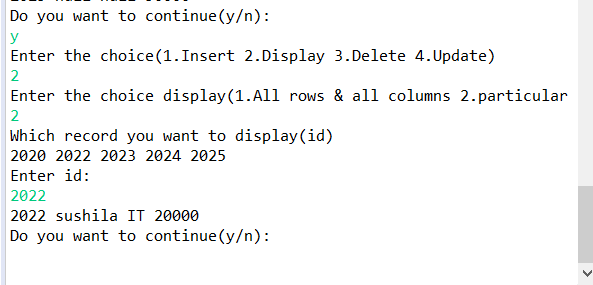 Do you want to continue(y/n):
y
Enter the choice(1.Insert 2.Display 3.Delete 4.Update)
2
Enter the choice display(1.All rows & all columns 2.particular
2
Which record you want to display(id)
2020 2022 2023 2024 2025
Enter id:
2022
2022 sushila IT 20000
Do you want to continue(y/n):